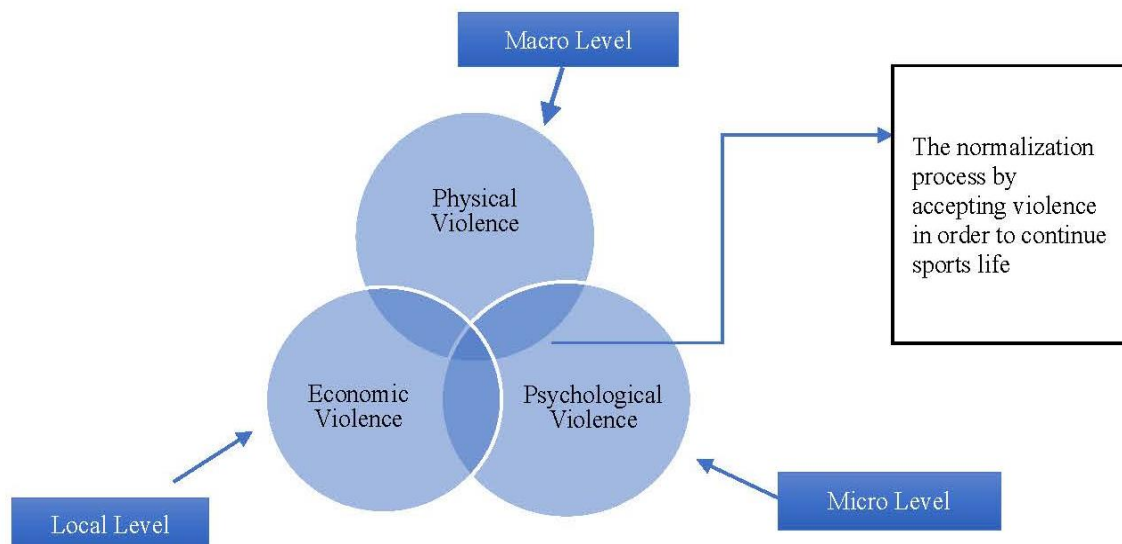 Macro Level
The normalization
process by
accepting violence
in order to continue
sports life
Physical
Violence
Economic
Violence
Psychological
Violence
Local Level
Micro Level